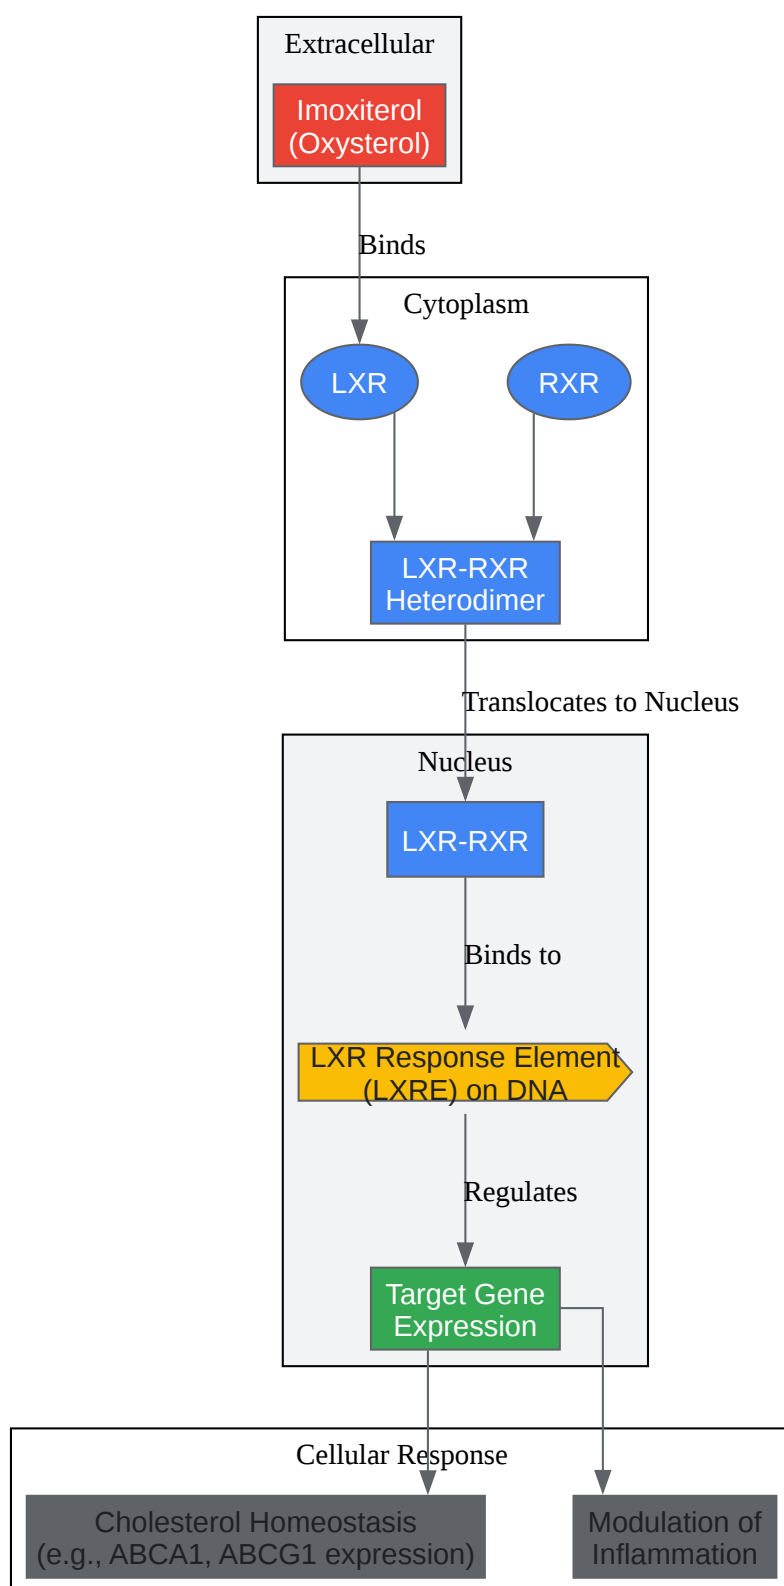 Extracellular
Imoxiterol
(Oxysterol)
Binds
Cytoplasm
LXR
RXR
LXR-RXR
Heterodimer
Translocates to Nucleus
Nucleus
LXR-RXR
Binds to
LXR Response Element
(LXRE) on DNA
Regulates
Target Gene
Expression
Cellular Response
Cholesterol Homeostasis
(e.g., ABCA1, ABCG1 expression)
Modulation of
Inflammation